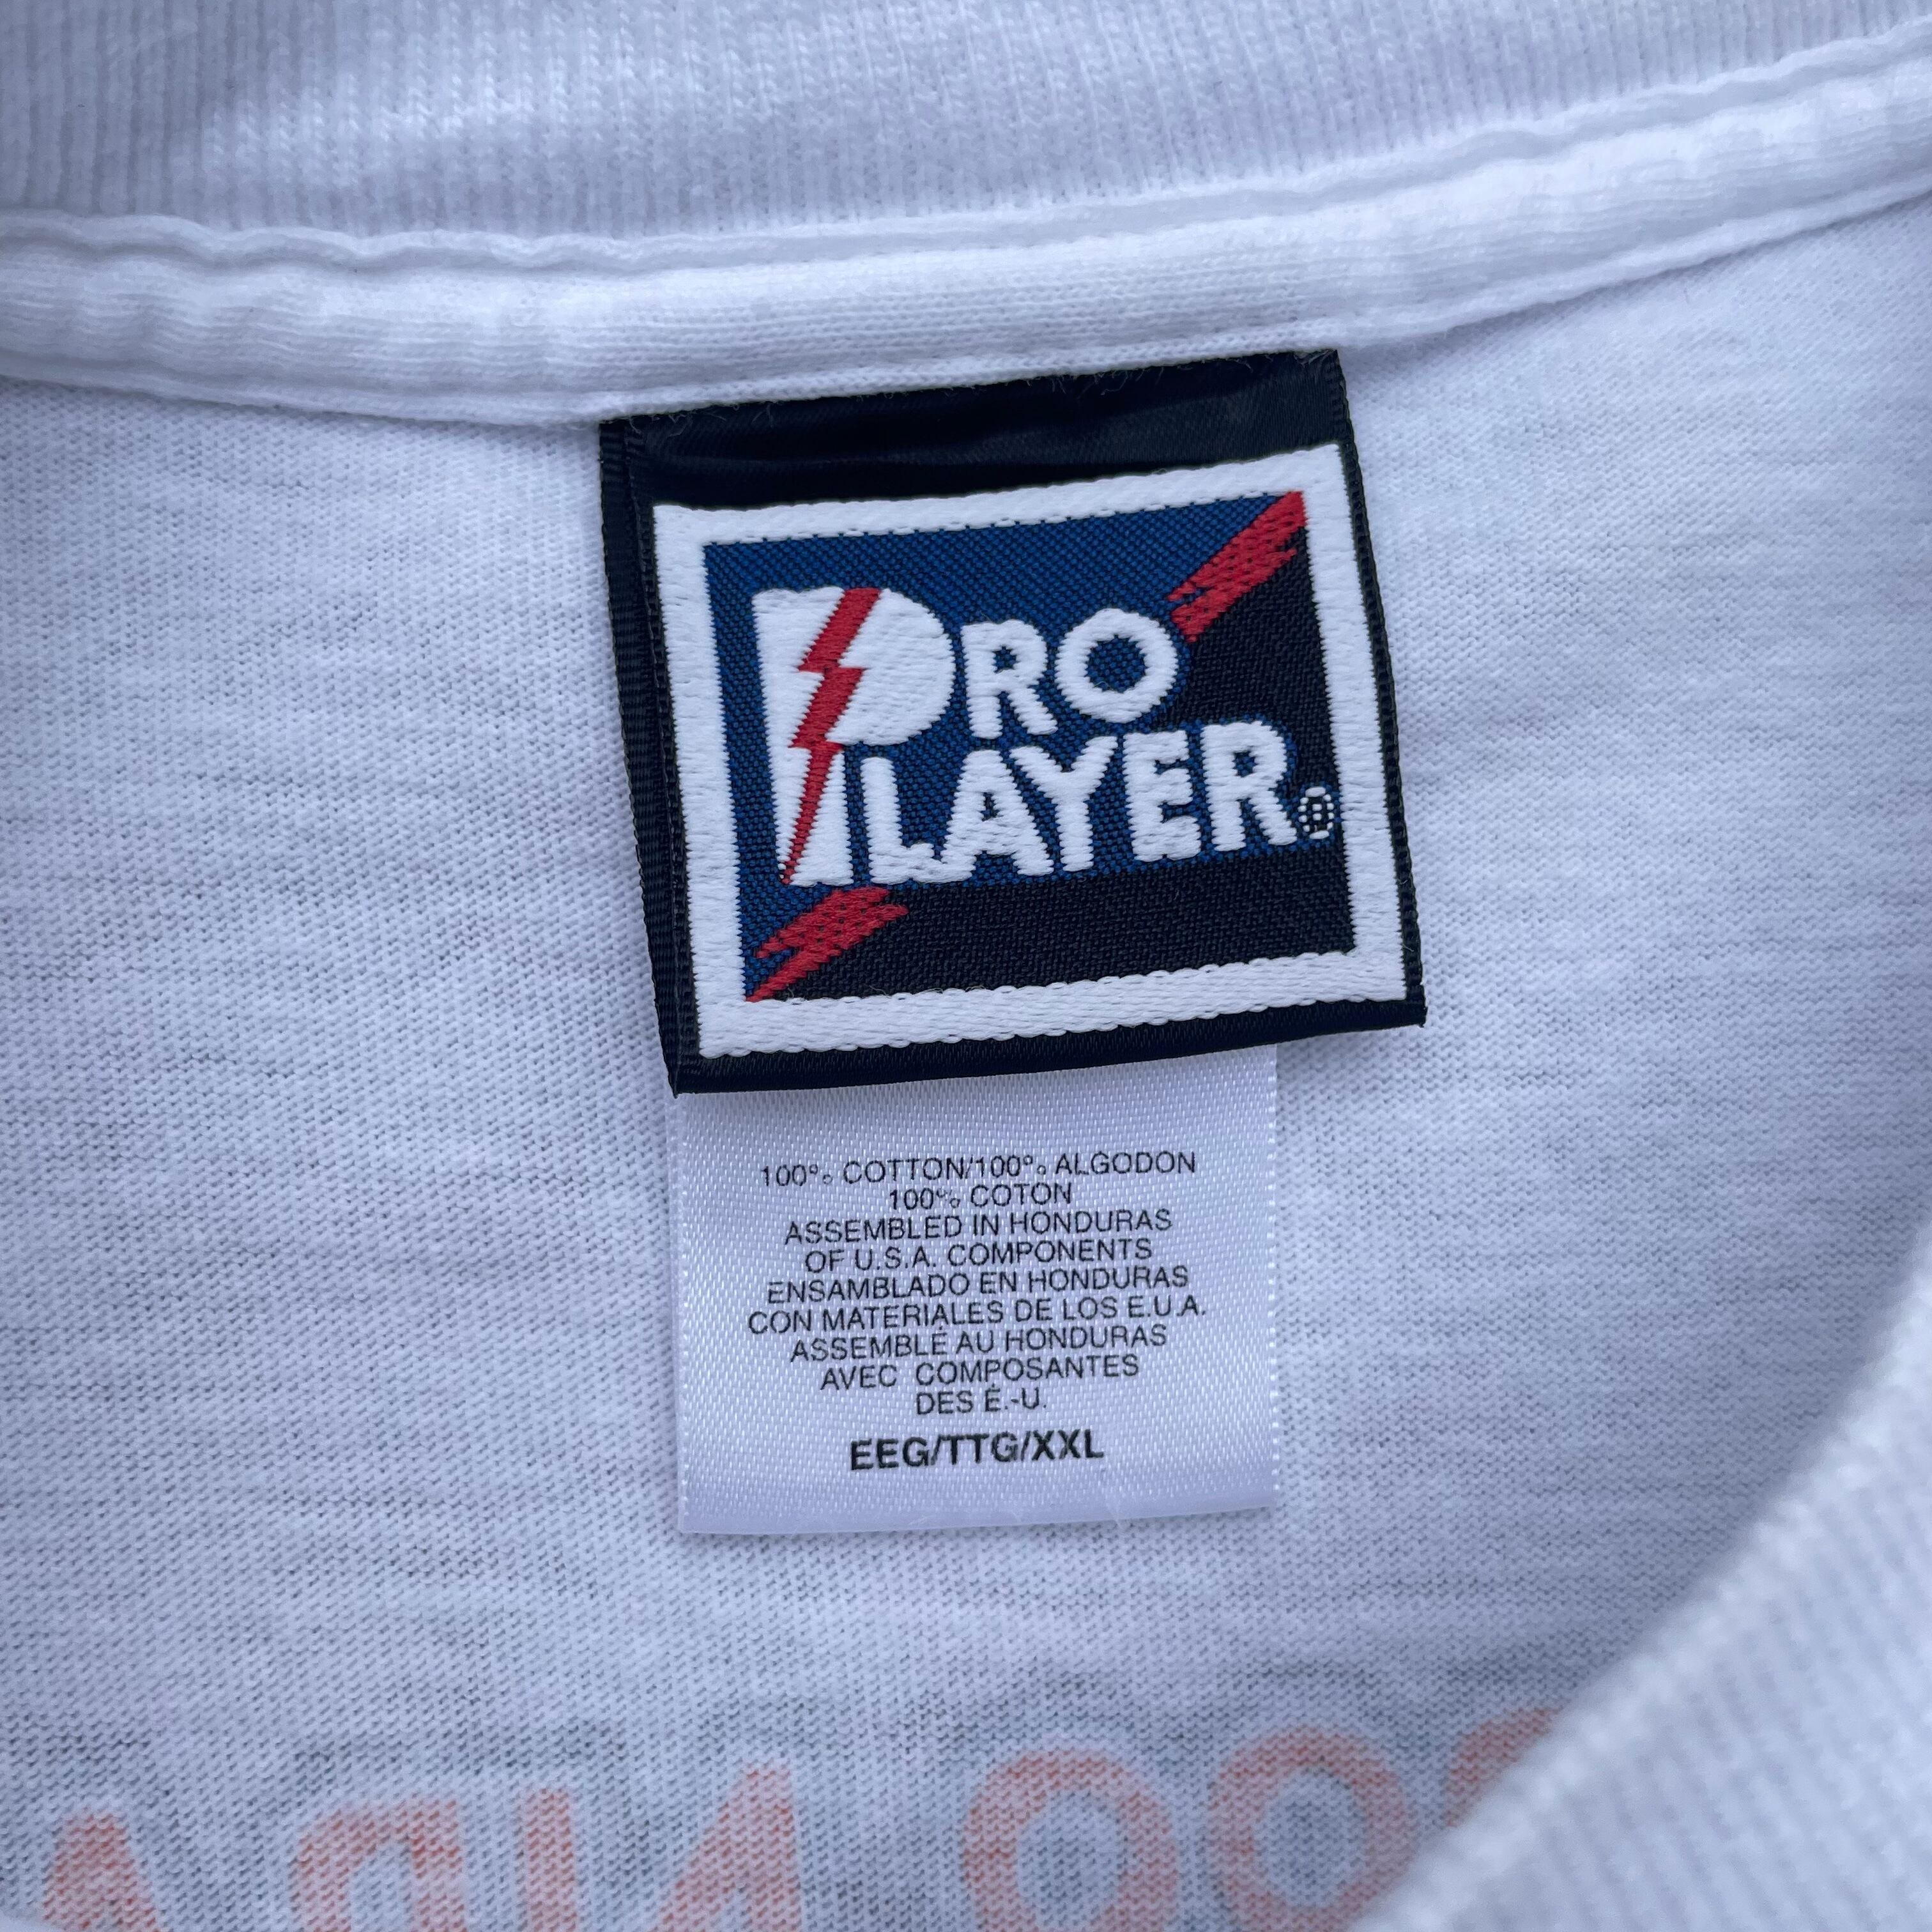 PRO
PLAYER®
100% COTTON/100% ALGODON
100% COTON
ASSEMBLED IN HONDURAS
OF U.S.A. COMPONENTS
ENSAMBLADO EN HONDURAS
CON MATERIALES DE LOS E.U.A.
ASSEMBLÉ AU HONDURAS
AVEC COMPOSANTES
DES É.-U.
EEG/TTG/XXL